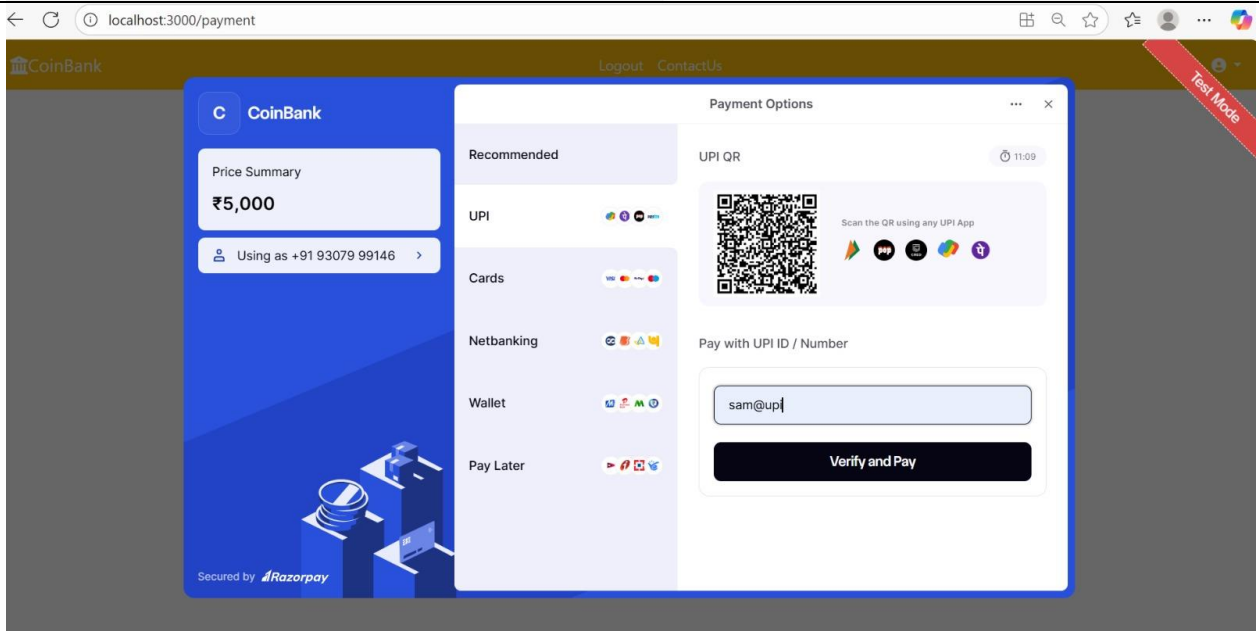 localhost:3000/payment
CoinBank
Logout ContactUs
Test Mode
C CoinBank
Price Summary
₹5,000
Using as +91 93079 99146
Secured by Razorpay
Payment Options
Recommended
UPI
Cards
Netbanking
Wallet
Pay Later
UPI QR
11:09
Scan the QR using any UPI App
pop
Pay with UPI ID / Number
sam@upi
Verify and Pay